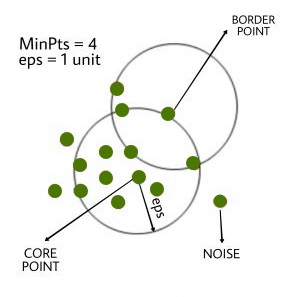 BORDER
POINT
MinPts = 4
eps = 1 unit
eps
CORE
POINT
NOISE